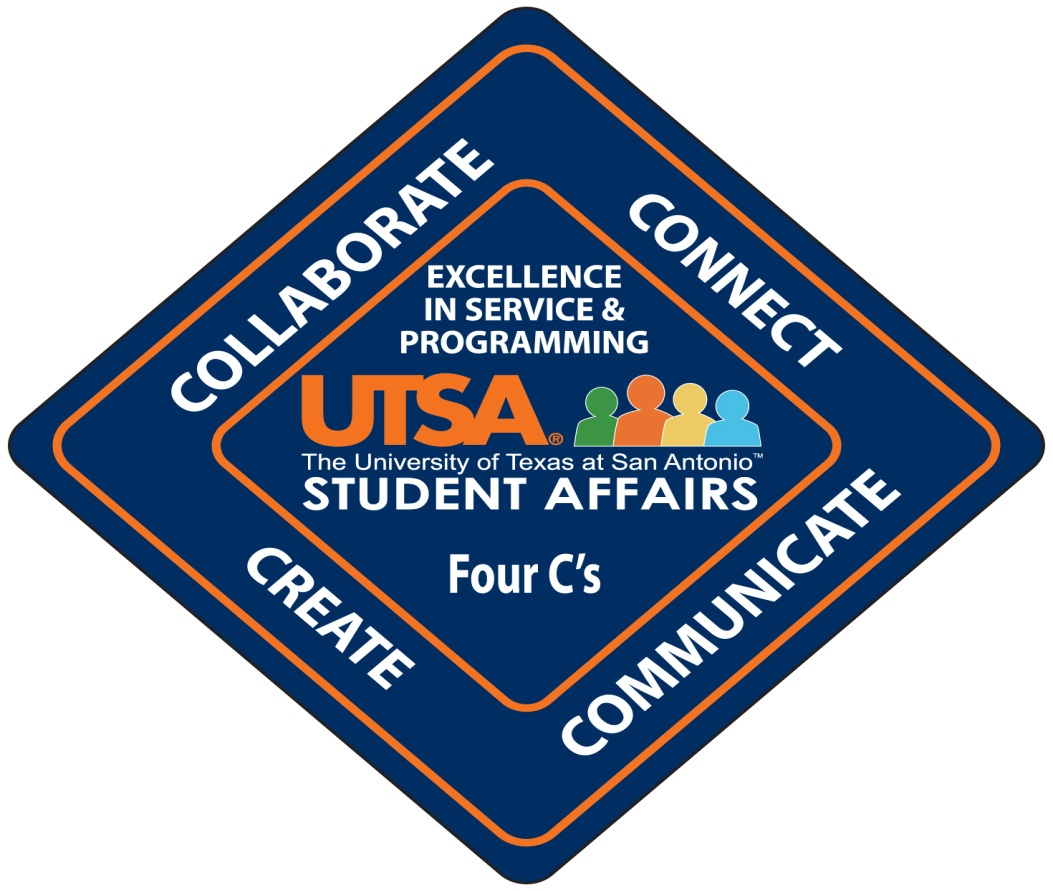 COLLABORATE
CONNECT
EXCELLENCE
IN SERVICE &
PROGRAMMING
UTSA®
The University of Texas at San Antonio™
STUDENT AFFAIRS
Four C's
CREATE
COMMUNICATE